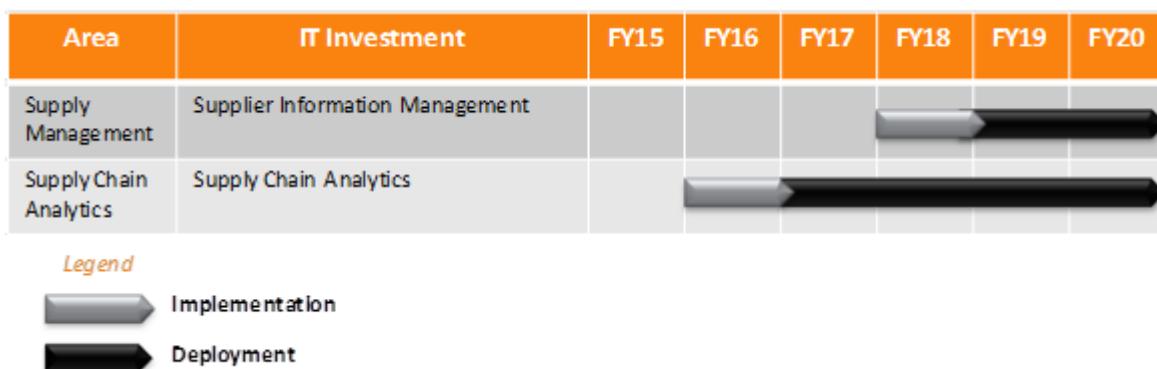 Area IT Investment FY15 FY16 FY17 FY18 FY19 FY20
Supply Supplier Information Management
Management
Supply Chain Supply Chain Analytics
Analytics
Legend
Implementation
Deployment